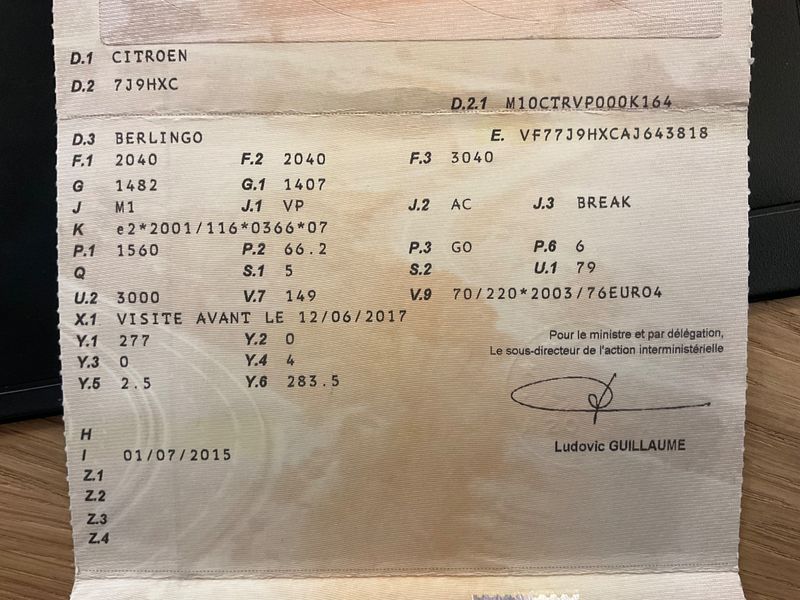 D.1 CITROEN
D.2 7J9HXC
D.2.1 M10CTRVP000K164
D.3 BERLINGO E. VF77J9HXCAJ643818
F.1 2040 F.2 2040 F.3 3040
G 1482 G.1 1407
J M1 J.1 VP J.2 AC J.3 BREAK
K e2*2001/116*0366*07
P.1 1560 P.2 66.2 P.3 GO P.6 6
Q S.1 5 S.2 U.1 79
U.2 3000 V.7 149 V.9 70/220*2003/76EURO4
X.1 VISITE AVANT LE 12/06/2017
Y.1 277 Y.2 0
Pour le ministre et par délégation,
Le sous-directeur de l'action interministérielle
Y.3 0 Y.4 4
Y.5 2.5 Y.6 283.5
H
Ludovic GUILLAUME
I 01/07/2015
Z.1
Z.2
Z.3
Z.4